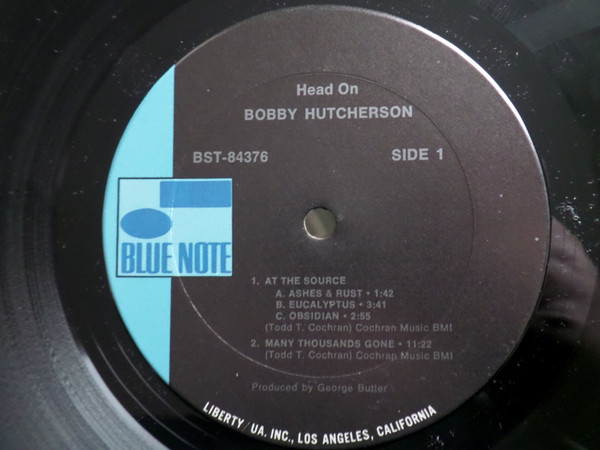 Head On
BOBBY HUTCHERSON
BST-84376 SIDE 1
BLUE NOTE
1. AT THE SOURCE
A. ASHES & RUST • 1:42
B. EUCALYPTUS • 3:41
C. OBSIDIAN • 2:55
(Todd T. Cochran) Cochran Music BMI
2. MANY THOUSANDS GONE • 11:22
(Todd T. Cochran) Cochran Music BMI
Produced by George Butler
LIBERTY/UA, INC., LOS ANGELES, CALIFORNIA